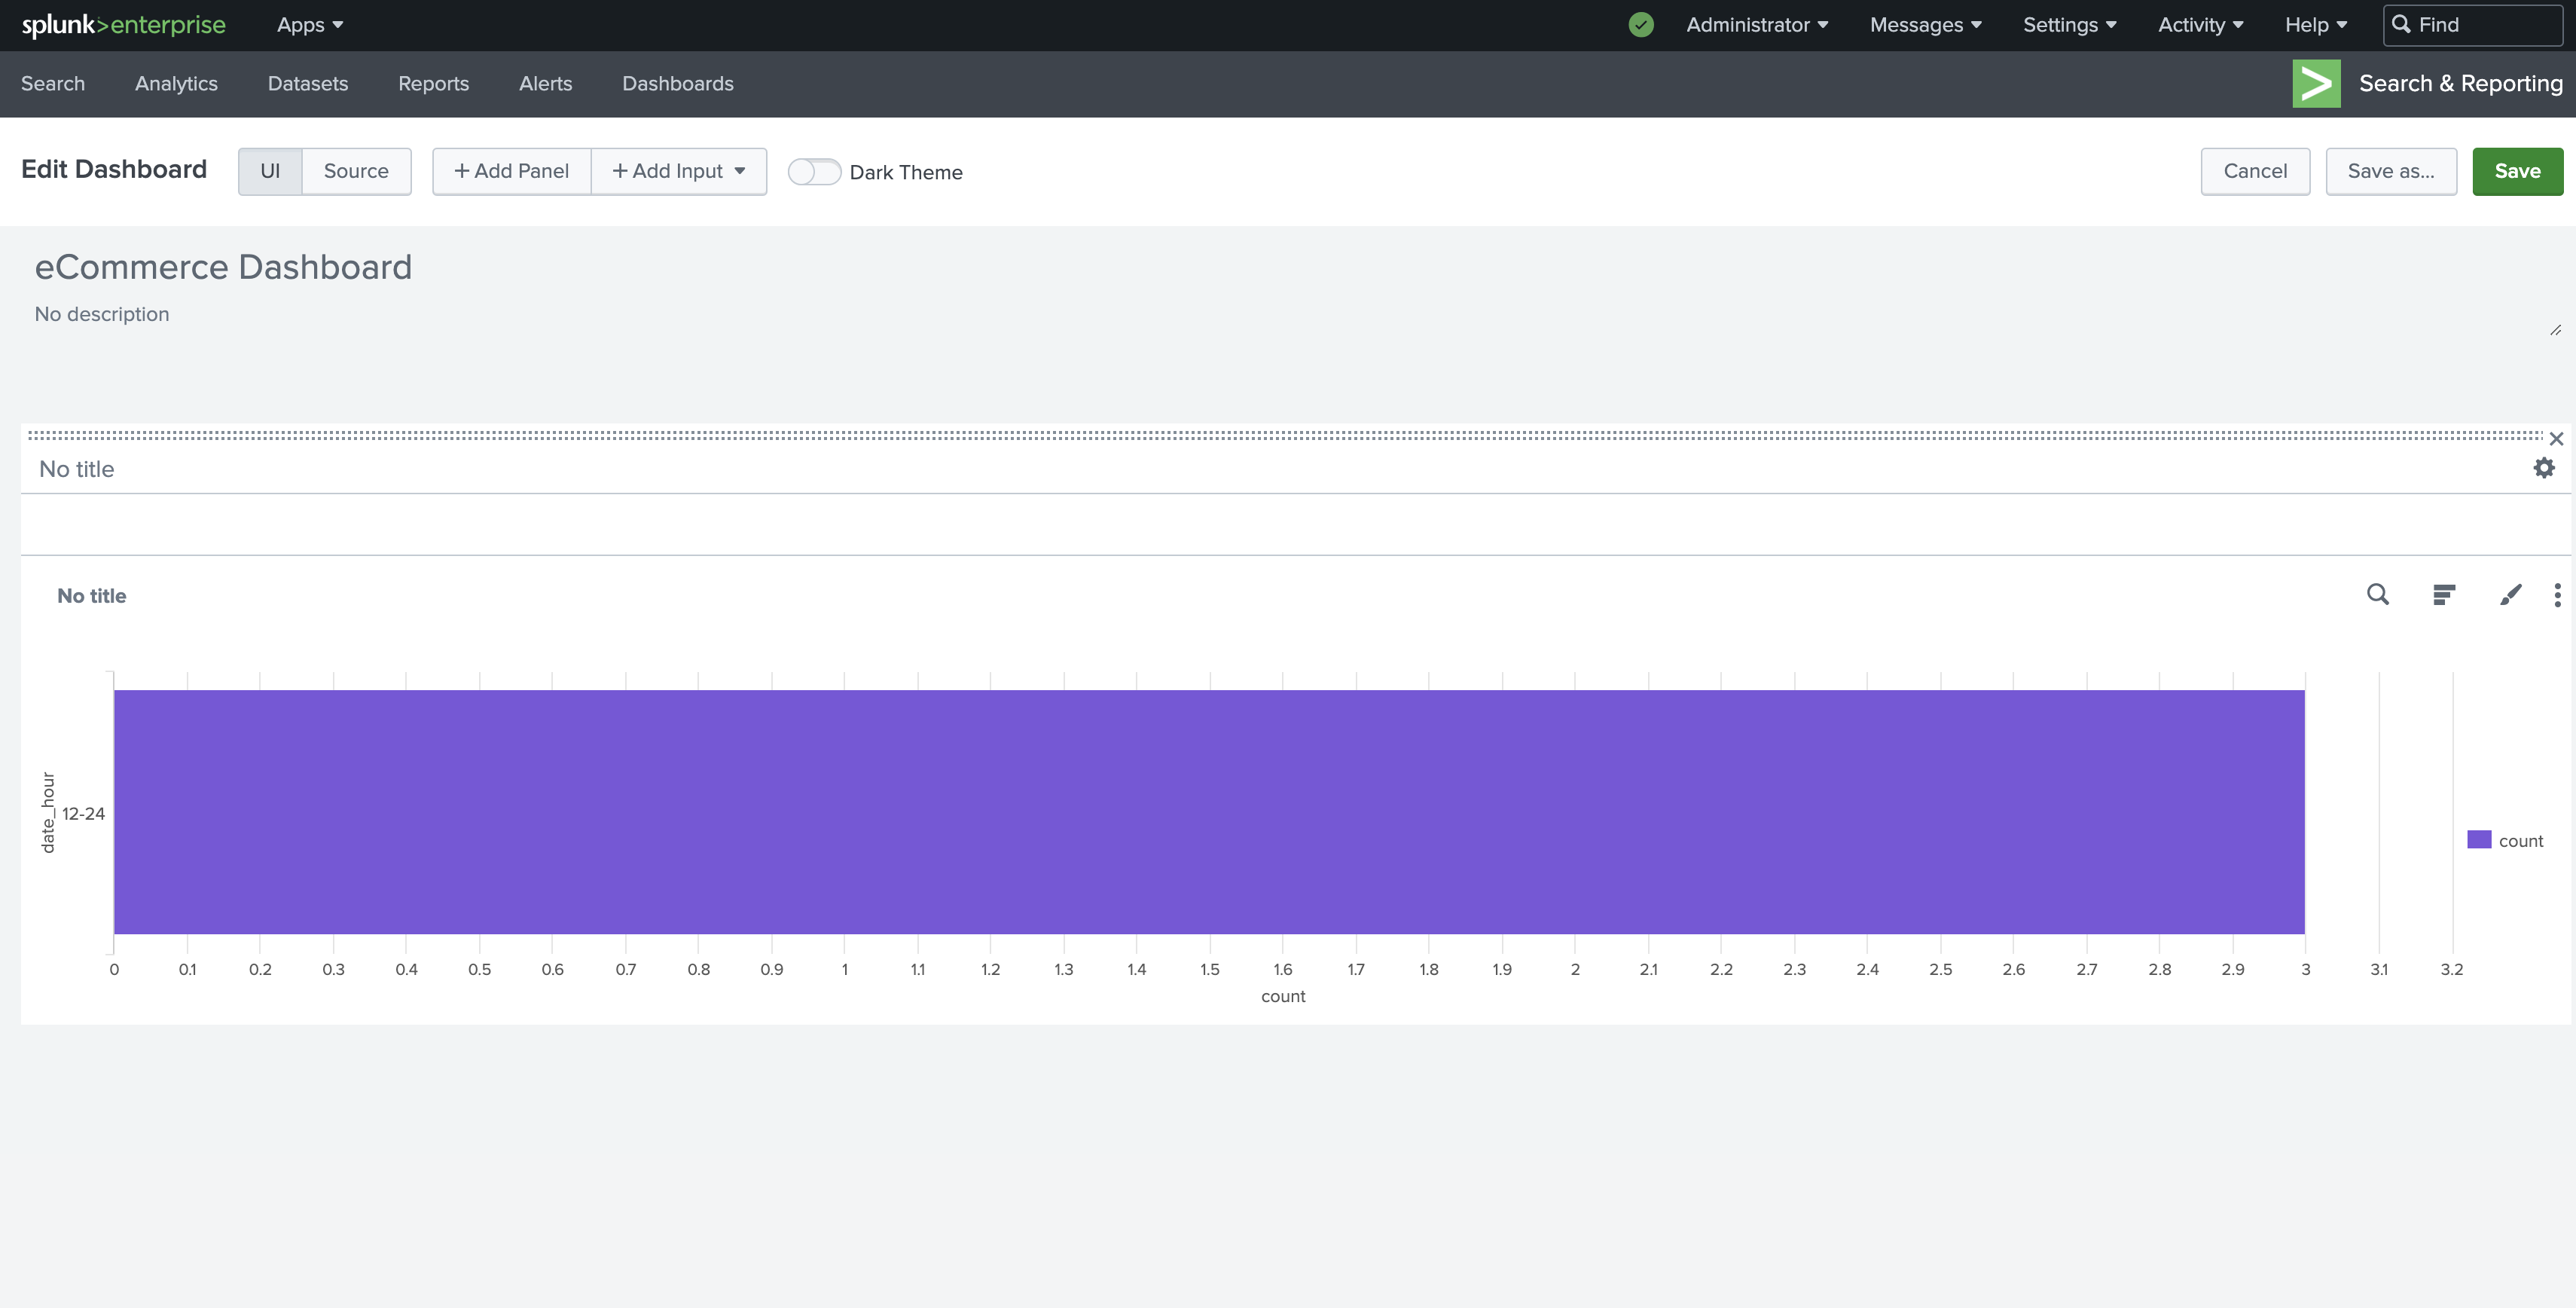 splunk>enterprise Apps Administrator Messages Settings Activity Help Find
Search Analytics Datasets Reports Alerts Dashboards Search & Reporting
Edit Dashboard UI Source + Add Panel + Add Input Dark Theme Cancel Save as... Save
eCommerce Dashboard
No description
No title
No title
date_hour
12-24
count
0 0.1 0.2 0.3 0.4 0.5 0.6 0.7 0.8 0.9 1 1.1 1.2 1.3 1.4 1.5 1.6 1.7 1.8 1.9 2 2.1 2.2 2.3 2.4 2.5 2.6 2.7 2.8 2.9 3 3.1 3.2
count